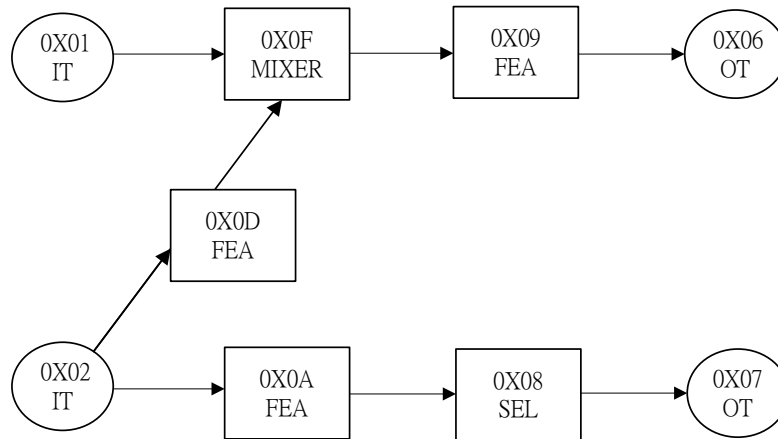 0X01
IT
0X0F
MIXER
0X09
FEA
0X06
OT
0X0D
FEA
0X02
IT
0X0A
FEA
0X08
SEL
0X07
OT